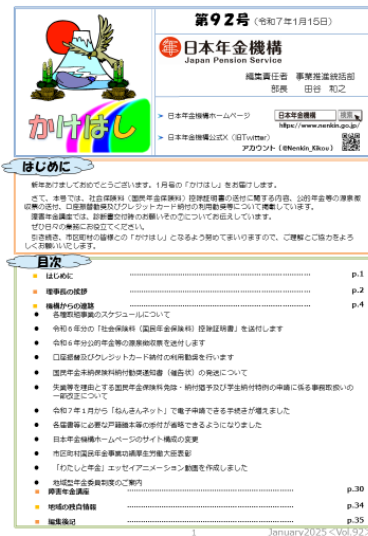 第92号（令和7年1月15日）
日本年金機構
Japan Pension Service
編集責任者 事業推進統括部
部長 田谷 和之
かけはし
➢ 日本年金機構ホームページ
日本年金機構 検索
https://www.nenkin.go.jp/
➢ 日本年金機構公式X（旧Twitter）
アカウント（@Nenkin_Kikou）
はじめに
新年あけましておめでとうございます。1月号の「かけはし」をお届けします。
さて、本号では、社会保険料（国民年金保険料）控除証明書の送付に関する内容、公的年金等の源泉徴
収票の送付、口座振替勧奨及びクレジットカード納付の利用勧奨等について掲載しています。
障害年金講座では、診断書交付時のお願いその①についてお伝えしています。
ぜひ日々の業務にお役立てください。
引き続き、市区町村の皆様との「かけはし」となるよう努めてまいりますので、ご理解とご協力をよろ
しくお願いいたします。
目次
■ はじめに p.1
■ 理事長の挨拶 p.2
■ 機構からの連絡 p.4
● 各種取組事業のスケジュールについて
● 令和6年分の「社会保険料（国民年金保険料）控除証明書」を送付します
● 令和6年分公的年金等の源泉徴収票を送付します
● 口座振替及びクレジットカード納付の利用勧奨を行います
● 国民年金未納保険料納付勧奨通知書（催告状）の発送について
● 失業等を理由とする国民年金保険料免除・納付猶予及び学生納付特例の申請に係る事務取扱いの
一部改正について
● 令和7年1月から「ねんきんネット」で電子申請できる手続きが増えました
● 各届書等に必要な戸籍謄本等の添付が省略できるようになりました
● 日本年金機構ホームページのサイト構成の変更
● 市区町村国民年金事業功績厚生労働大臣表彰
● 「わたしと年金」エッセイアニメーション動画を作成しました
● 地域型年金委員制度のご案内
■ 障害年金講座 p.30
■ 地域の独自情報 p.34
■ 編集後記 p.35
1
January2025＜Vol.92＞